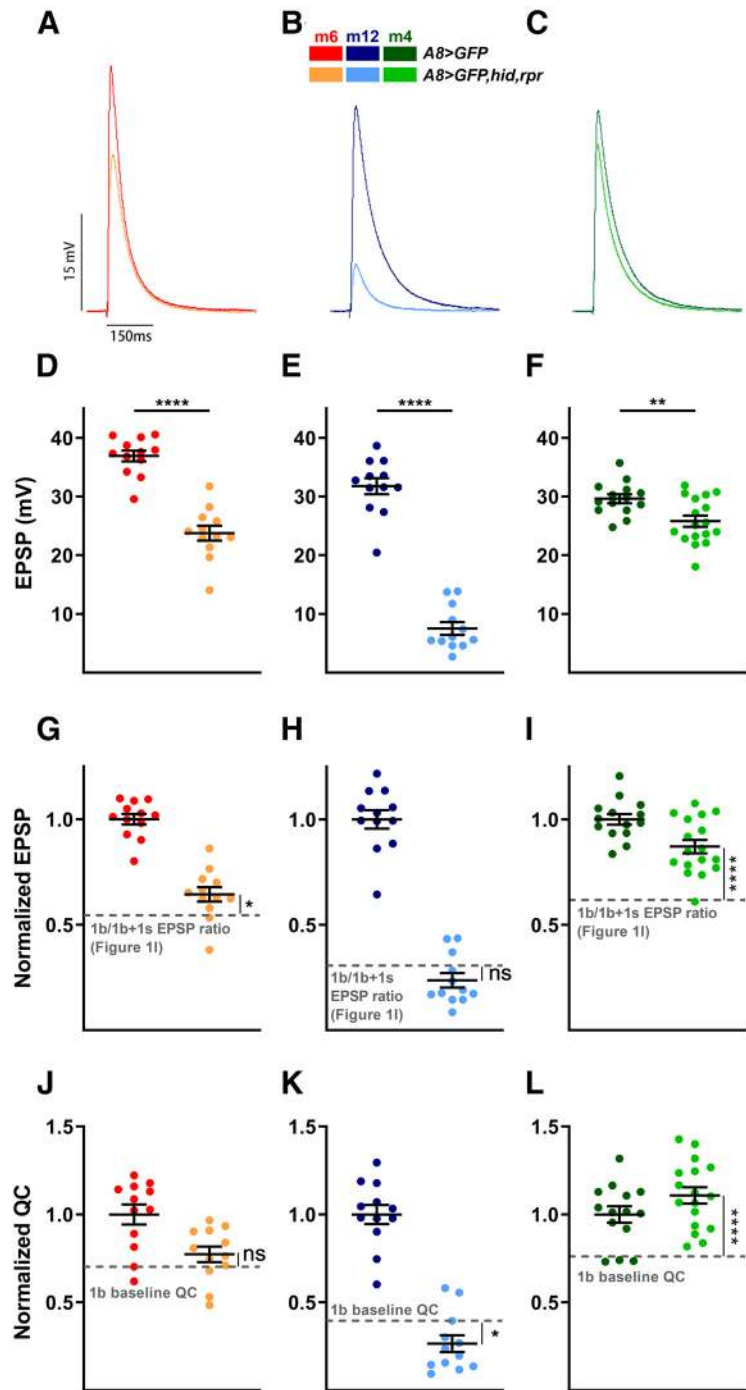 A
B
C
m6 m12 m4
A8>GFP
A8>GFP,hid,rpr
15 mV
150ms
D
E
F
****
****
**
EPSP (mV)
40
30
20
10
40
30
20
10
40
30
20
10
G
H
I
Normalized EPSP
1.0
0.5
*
1b/1b+1s EPSP ratio
(Figure 1I)
1.0
0.5
ns
1b/1b+1s
EPSP ratio
(Figure 1I)
1.0
0.5
****
1b/1b+1s EPSP ratio
(Figure 1I)
J
K
L
Normalized QC
1.5
1.0
0.5
ns
1b baseline QC
1.5
1.0
0.5
1b baseline QC
*
1.5
1.0
0.5
****
1b baseline QC